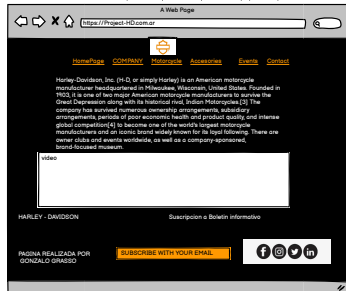 A Web Page
https://Project-HD.com.ar
HomePage COMPANY Motorcycle Accesories Events Contact
Harley-Davidson, Inc. (H-D, or simply Harley) is an American motorcycle
manufacturer headquartered in Milwaukee, Wisconsin, United States. Founded in
1903, it is one of two major American motorcycle manufacturers to survive the
Great Depression along with its historical rival, Indian Motorcycles.[3] The
company has survived numerous ownership arrangements, subsidiary
arrangements, periods of poor economic health and product quality, and intense
global competition[4] to become one of the world's largest motorcycle
manufacturers and an iconic brand widely known for its loyal following. There are
owner clubs and events worldwide, as well as a company-sponsored,
brand-focused museum.
video
HARLEY - DAVIDSON Suscripcion a Boletin informativo
PAGINA REALIZADA POR
GONZALO GRASSO
SUBSCRIBE WITH YOUR EMAIL